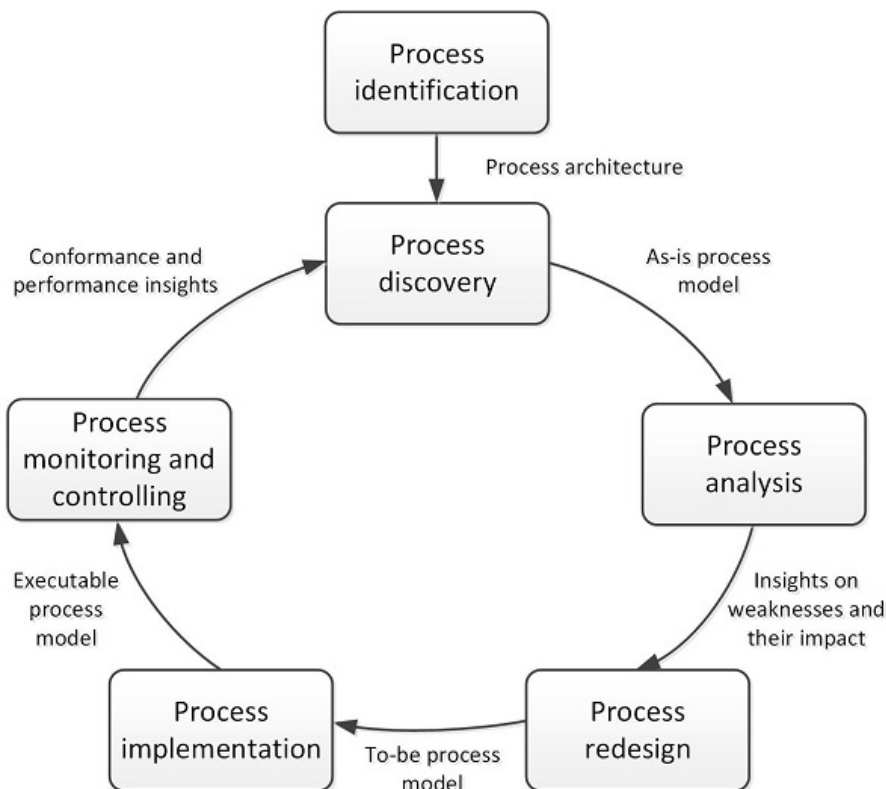 Process
identification
Process architecture
Process
discovery
Conformance and
performance insights
As-is process
model
Process
monitoring and
controlling
Process
analysis
Executable
process
model
Insights on
weaknesses and
their impact
Process
implementation
To-be process
model
Process
redesign